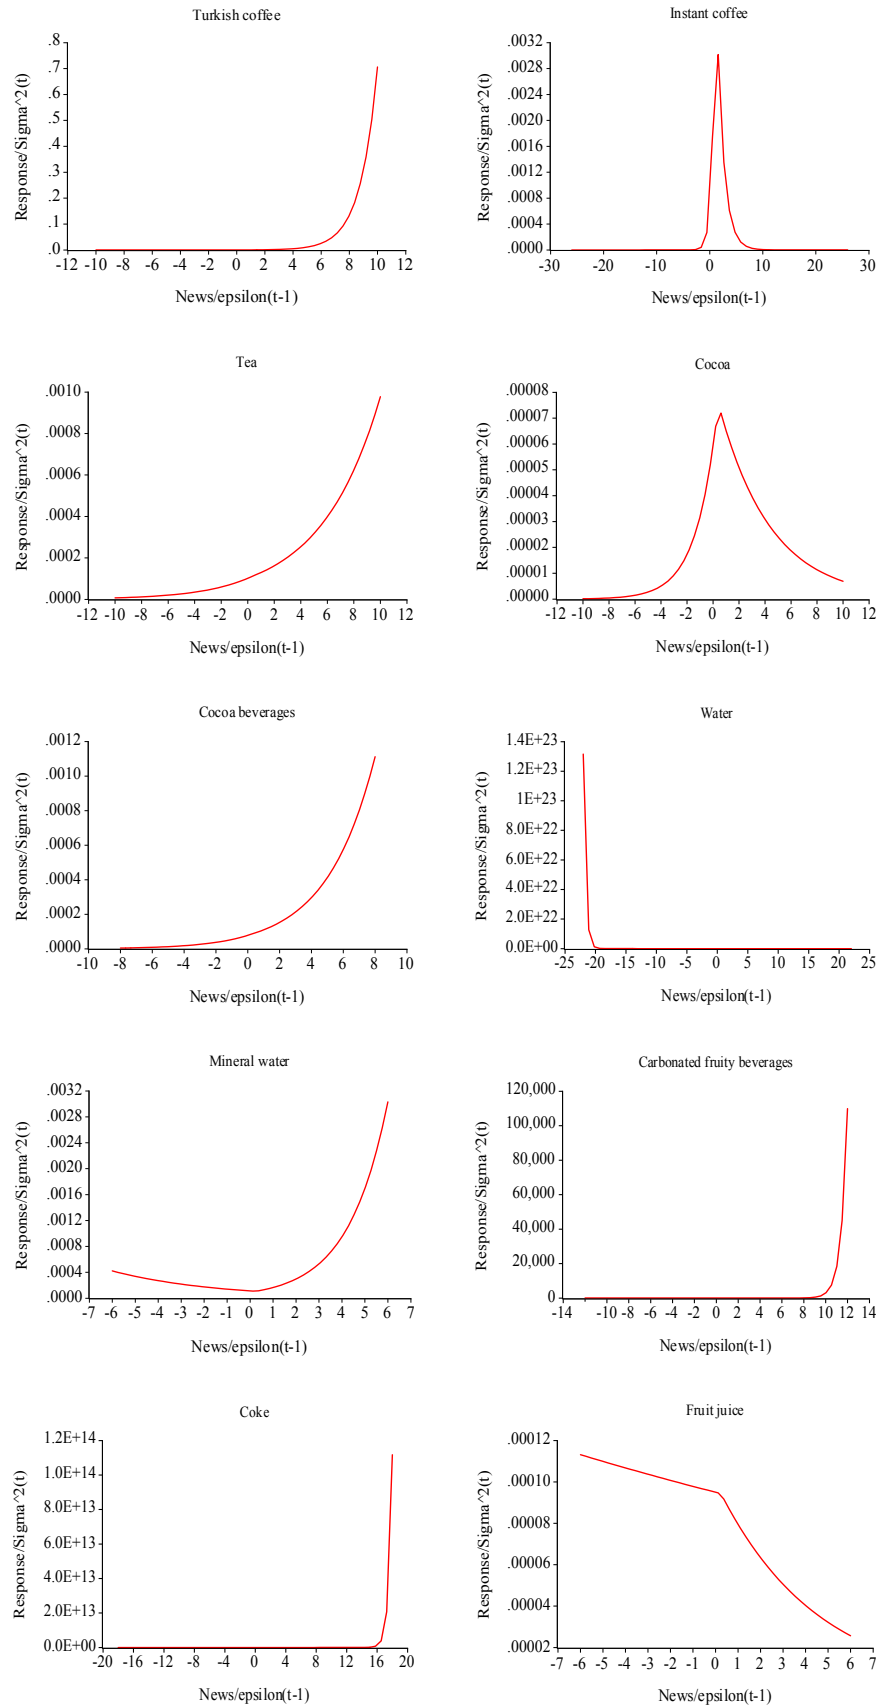 Turkish coffee
Response/Sigma^2(t)
.8
.7
.6
.5
.4
.3
.2
.1
.0
-12 -10 -8 -6 -4 -2 0 2 4 6 8 10 12
News/epsilon(t-1)
Instant coffee
Response/Sigma^2(t)
.0032
.0028
.0024
.0020
.0016
.0012
.0008
.0004
.0000
-30 -20 -10 0 10 20 30
News/epsilon(t-1)
Tea
Response/Sigma^2(t)
.0010
.0008
.0006
.0004
.0002
.0000
-12 -10 -8 -6 -4 -2 0 2 4 6 8 10 12
News/epsilon(t-1)
Cocoa
Response/Sigma^2(t)
.00008
.00007
.00006
.00005
.00004
.00003
.00002
.00001
.00000
-12 -10 -8 -6 -4 -2 0 2 4 6 8 10 12
News/epsilon(t-1)
Cocoa beverages
Response/Sigma^2(t)
.0012
.0010
.0008
.0006
.0004
.0002
.0000
-10 -8 -6 -4 -2 0 2 4 6 8 10
News/epsilon(t-1)
Water
Response/Sigma^2(t)
1.4E+23
1.2E+23
1E+23
8.0E+22
6.0E+22
4.0E+22
2.0E+22
0.0E+00
-25 -20 -15 -10 -5 0 5 10 15 20 25
News/epsilon(t-1)
Mineral water
Response/Sigma^2(t)
.0032
.0028
.0024
.0020
.0016
.0012
.0008
.0004
.0000
-7 -6 -5 -4 -3 -2 -1 0 1 2 3 4 5 6 7
News/epsilon(t-1)
Carbonated fruity beverages
Response/Sigma^2(t)
120,000
100,000
80,000
60,000
40,000
20,000
0
-14 -10 -8 -6 -4 -2 0 2 4 6 8 10 12 14
News/epsilon(t-1)
Coke
Response/Sigma^2(t)
1.2E+14
1.0E+14
8.0E+13
6.0E+13
4.0E+13
2.0E+13
0.0E+00
-20 -16 -12 -8 -4 0 4 8 12 16 20
News/epsilon(t-1)
Fruit juice
Response/Sigma^2(t)
.00012
.00010
.00008
.00006
.00004
.00002
-7 -6 -5 -4 -3 -2 -1 0 1 2 3 4 5 6 7
News/epsilon(t-1)